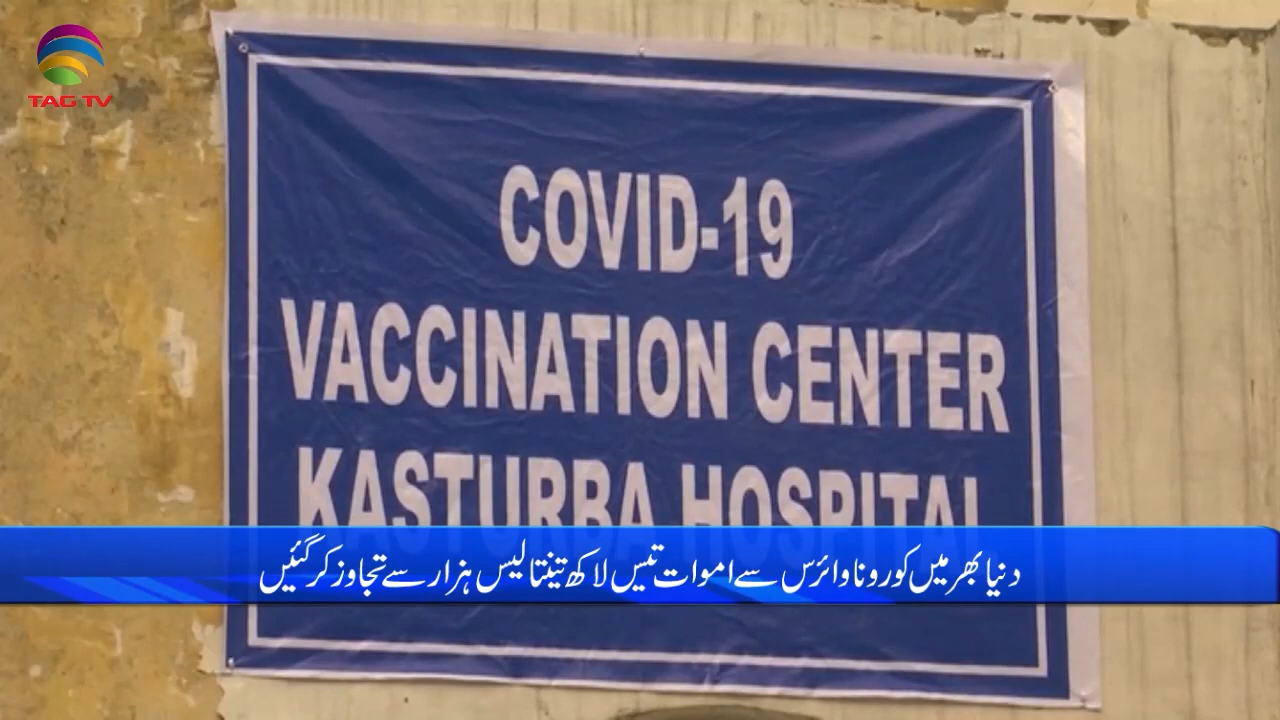 TAG TV
COVID-19
VACCINATION CENTER
KASTURBA HOSPITAL
دنیا بھر میں کورونا وائرس سے اموات تیس لاکھ تینتالیس ہزار سے تجاوز کر گئیں